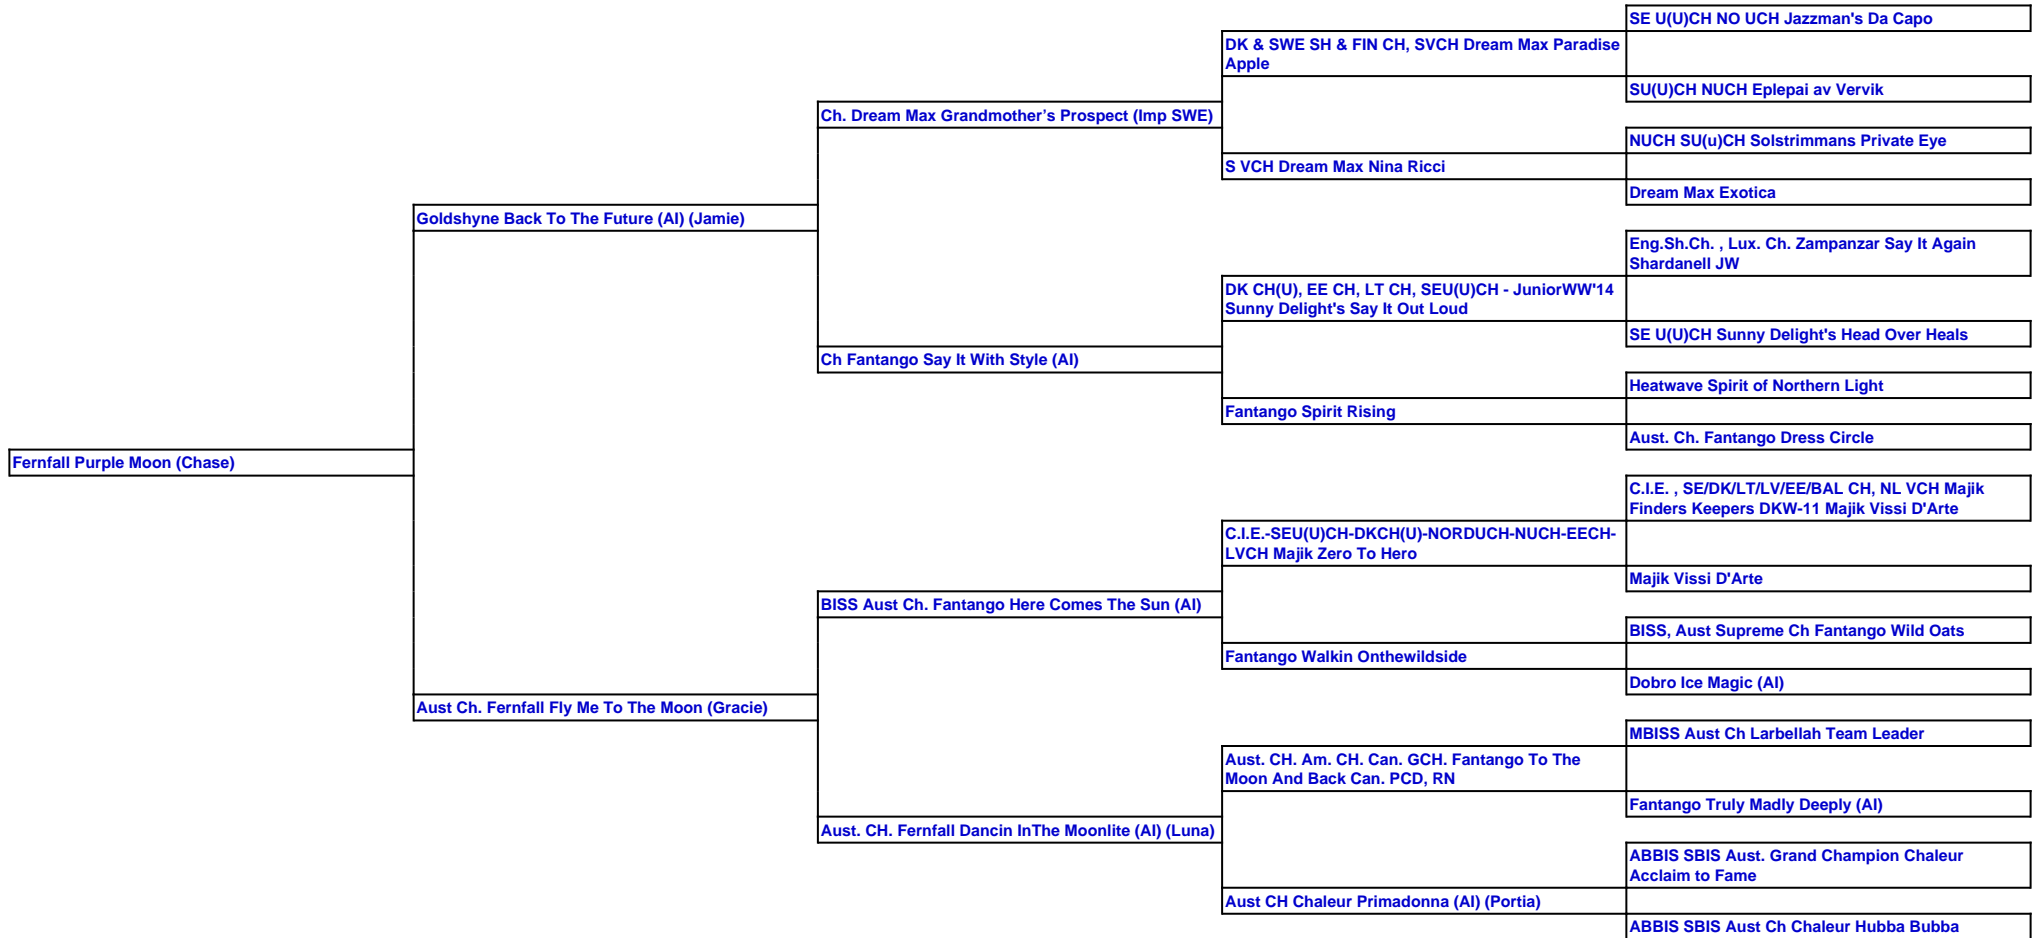 SE U(U)CH NO UCH Jazzman's Da Capo
DK & SWE SH & FIN CH, SVCH Dream Max Paradise
Apple
SU(U)CH NUCH Eplepai av Vervik
Ch. Dream Max Grandmother’s Prospect (Imp SWE)
NUCH SU(u)CH Solstrimmans Private Eye
S VCH Dream Max Nina Ricci
Dream Max Exotica
Goldshyne Back To The Future (AI) (Jamie)
Eng.Sh.Ch. , Lux. Ch. Zampanzar Say It Again
Shardanell JW
DK CH(U), EE CH, LT CH, SEU(U)CH - JuniorWW'14
Sunny Delight's Say It Out Loud
SE U(U)CH Sunny Delight's Head Over Heals
Ch Fantango Say It With Style (AI)
Heatwave Spirit of Northern Light
Fantango Spirit Rising
Aust. Ch. Fantango Dress Circle
Fernfall Purple Moon (Chase)
C.I.E. , SE/DK/LT/LV/EE/BAL CH, NL VCH Majik
Finders Keepers DKW-11 Majik Vissi D'Arte
C.I.E.-SEU(U)CH-DKCH(U)-NORDUCH-NUCH-EECH-
LVCH Majik Zero To Hero
Majik Vissi D'Arte
BISS Aust Ch. Fantango Here Comes The Sun (AI)
BISS, Aust Supreme Ch Fantango Wild Oats
Fantango Walkin Onthewildside
Dobro Ice Magic (AI)
Aust Ch. Fernfall Fly Me To The Moon (Gracie)
MBISS Aust Ch Larbellah Team Leader
Aust. CH. Am. CH. Can. GCH. Fantango To The
Moon And Back Can. PCD, RN
Fantango Truly Madly Deeply (AI)
Aust. CH. Fernfall Dancin InThe Moonlite (AI) (Luna)
ABBIS SBIS Aust. Grand Champion Chaleur
Acclaim to Fame
Aust CH Chaleur Primadonna (AI) (Portia)
ABBIS SBIS Aust Ch Chaleur Hubba Bubba